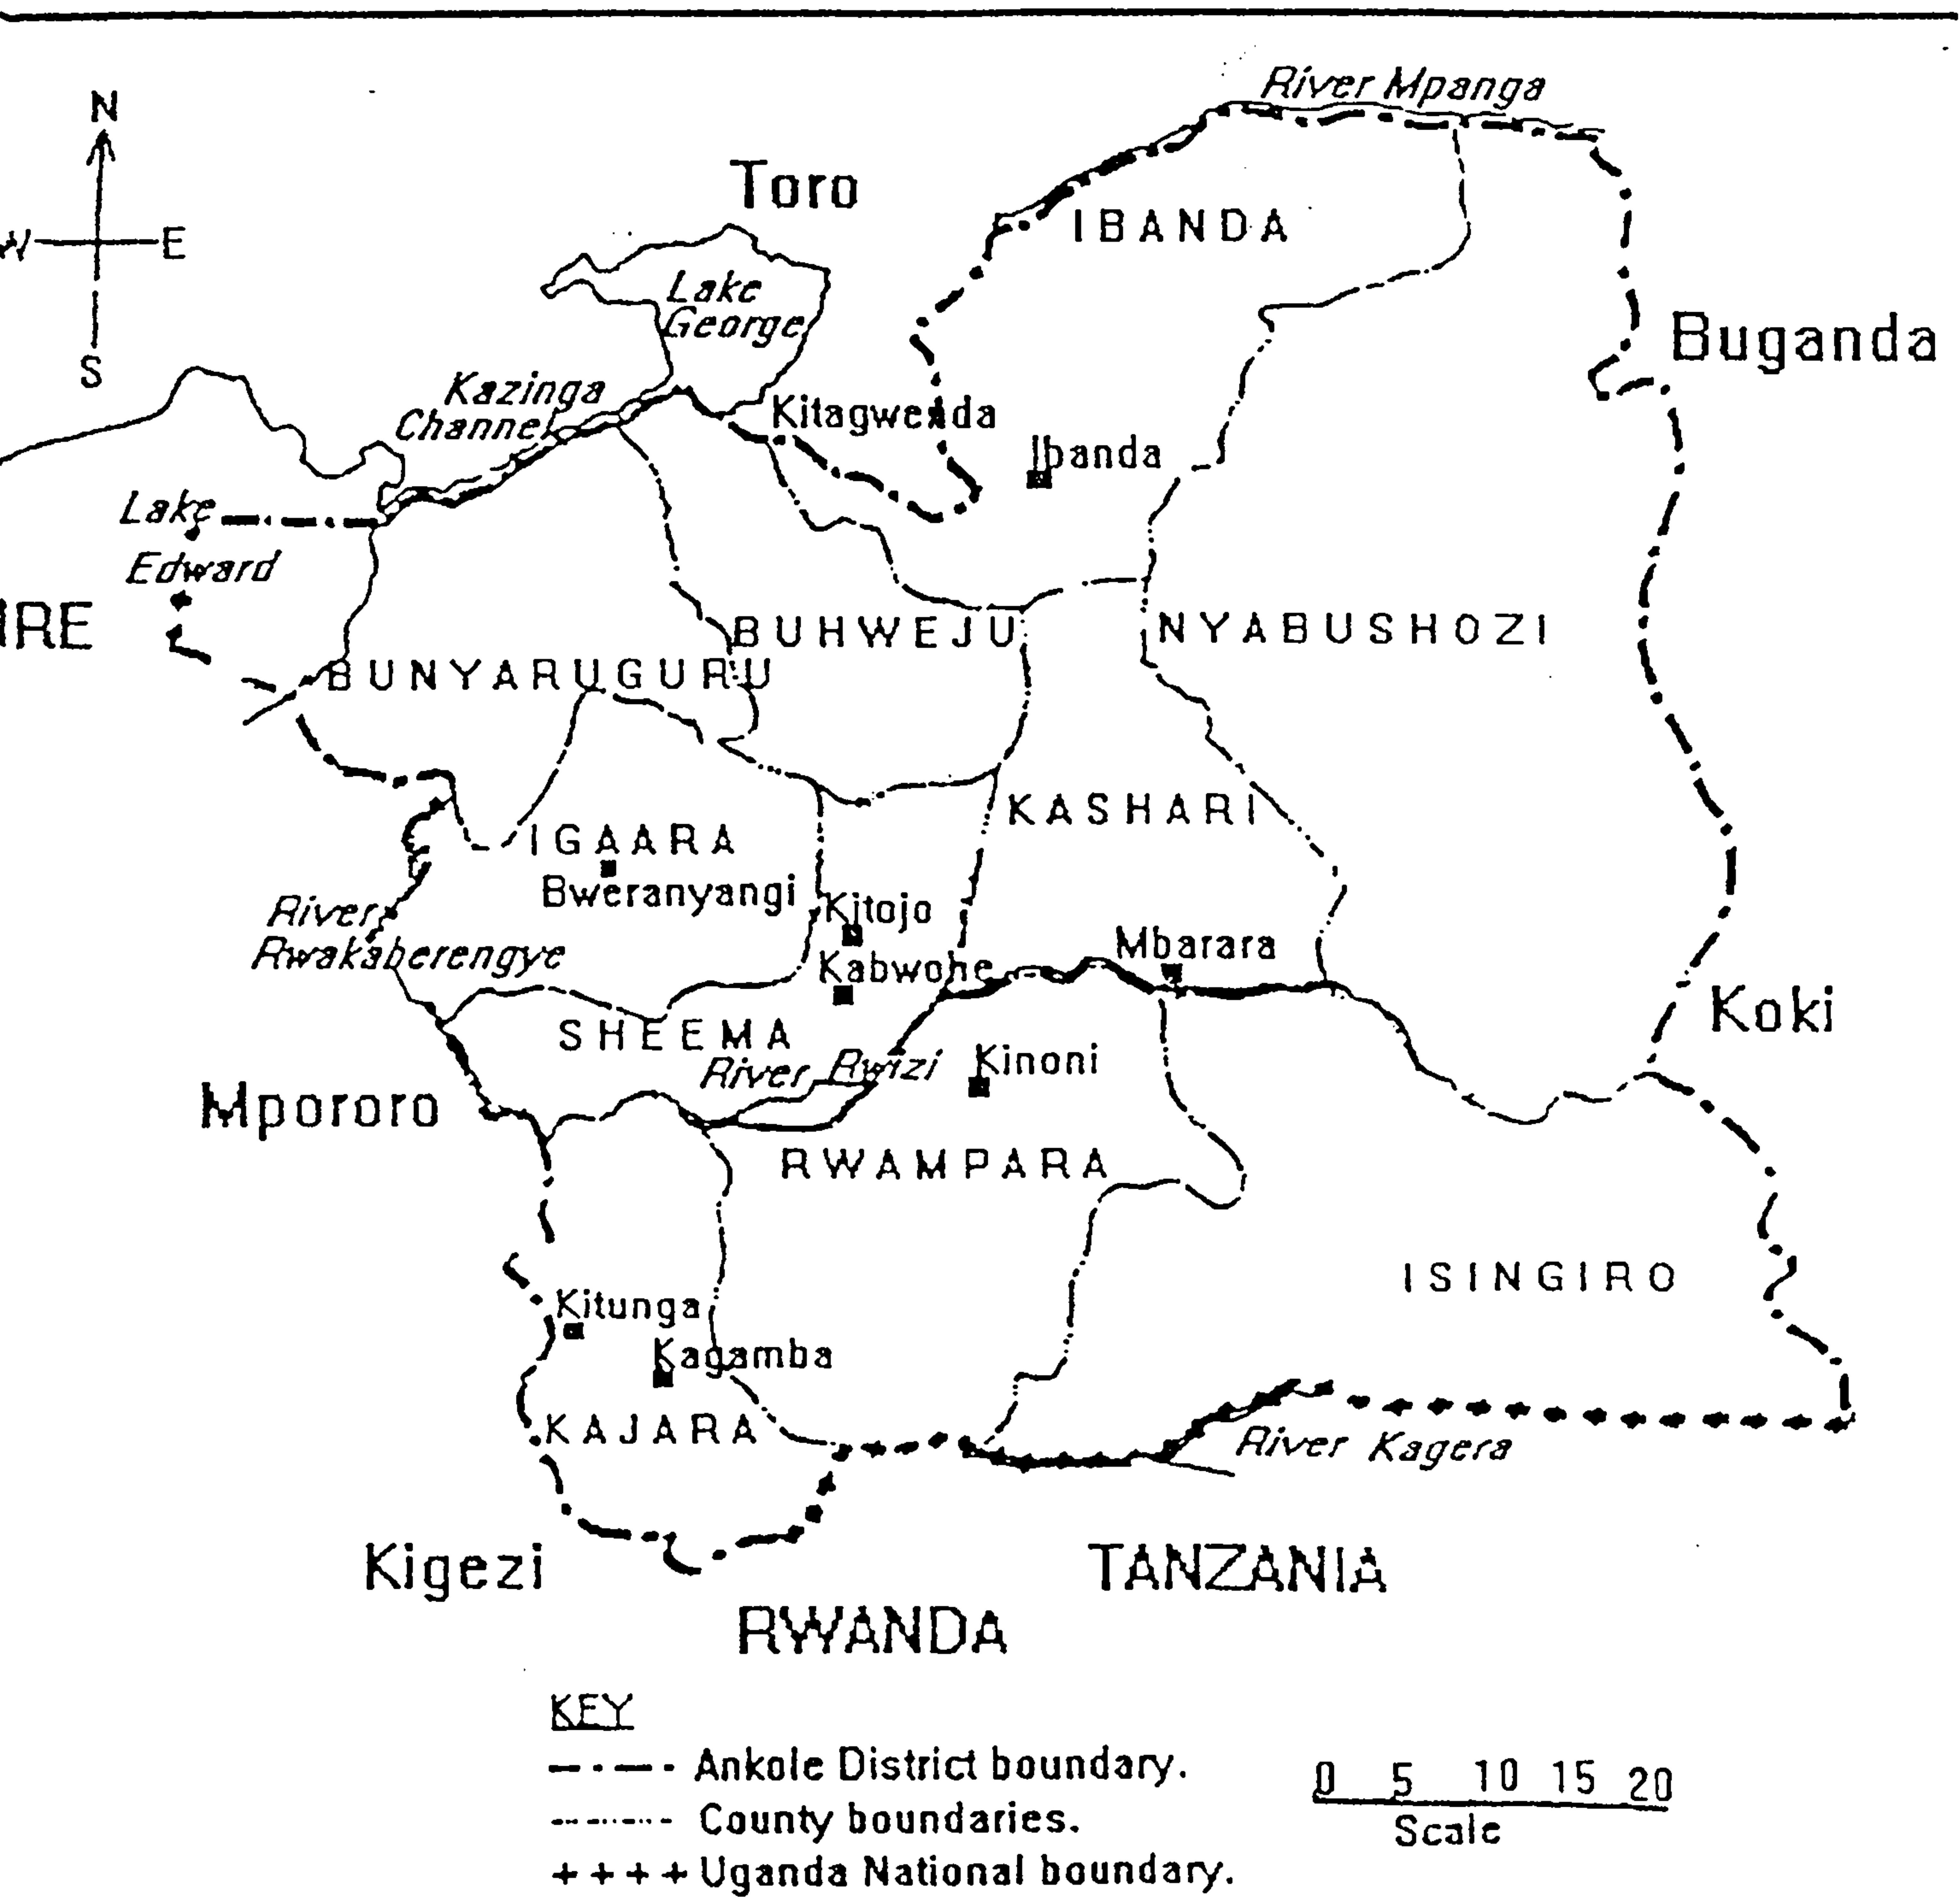 River Mpanga
N
Toro
IBANDA
W
E
Lake
George
Buganda
S
Kazinga
Channel
Kitagwenda
Ibanda
Lake
Edward
IRE
BUHWEJU
NYABUSHOZI
BUNYARUGURU
KASHARI
IGAARA
Bweranyangi
River
Rwakaberengye
Kitojo
Kabwohe
Mbarara
Koki
SHEEMA
River Rwizi
Kinoni
Mpororo
RWAMPARA
ISINGIRO
Kitunga
Kagamba
KAJARA
River Kagera
Kigezi
TANZANIA
RWANDA
KEY
Ankole District boundary.
County boundaries.
Uganda National boundary.
0 5 10 15 20
Scale